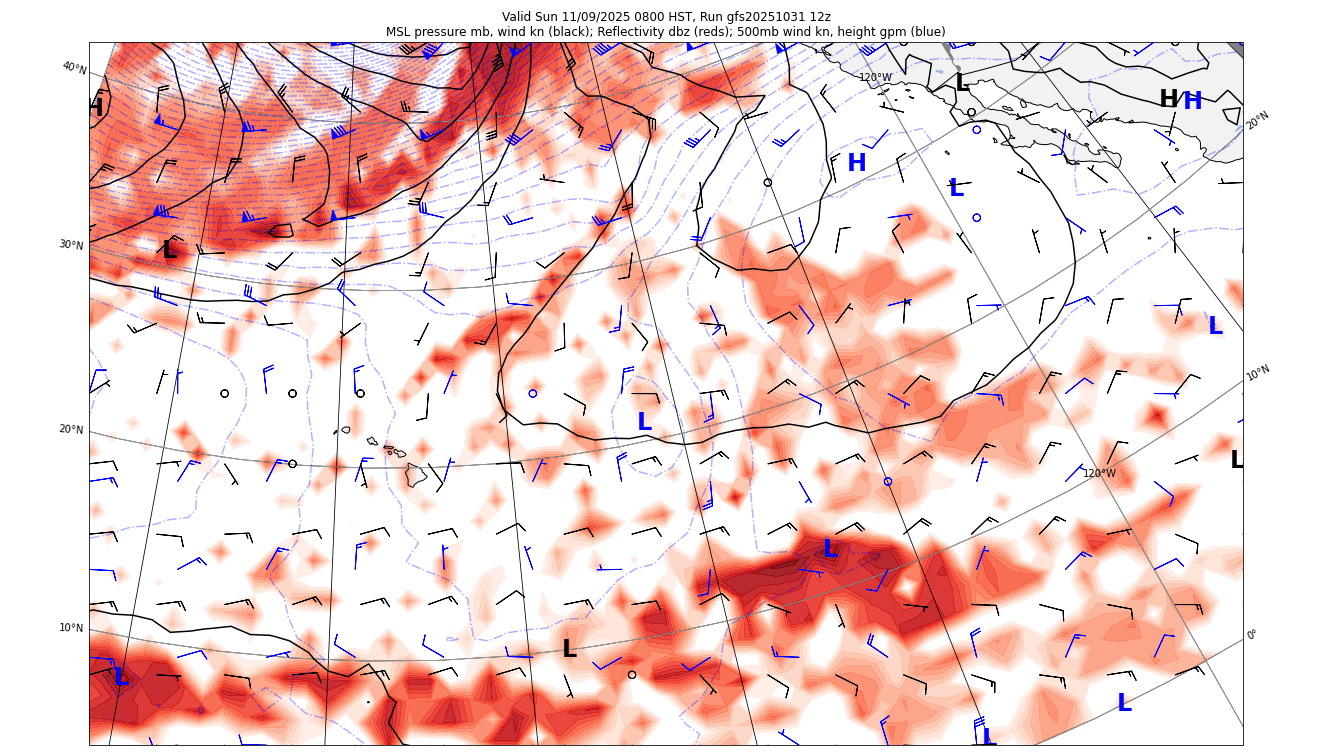 Valid Sun 11/09/2025 0800 HST, Run gfs20251031 12z
MSL pressure mb, wind kn (black); Reflectivity dbz (reds); 500mb wind kn, height gpm (blue)
40°N
120°W
L
H
H
H
20°N
H
L
30°N
L
L
10°N
L
20°N
L
120°W
L
10°N
0°
L
L
L
L